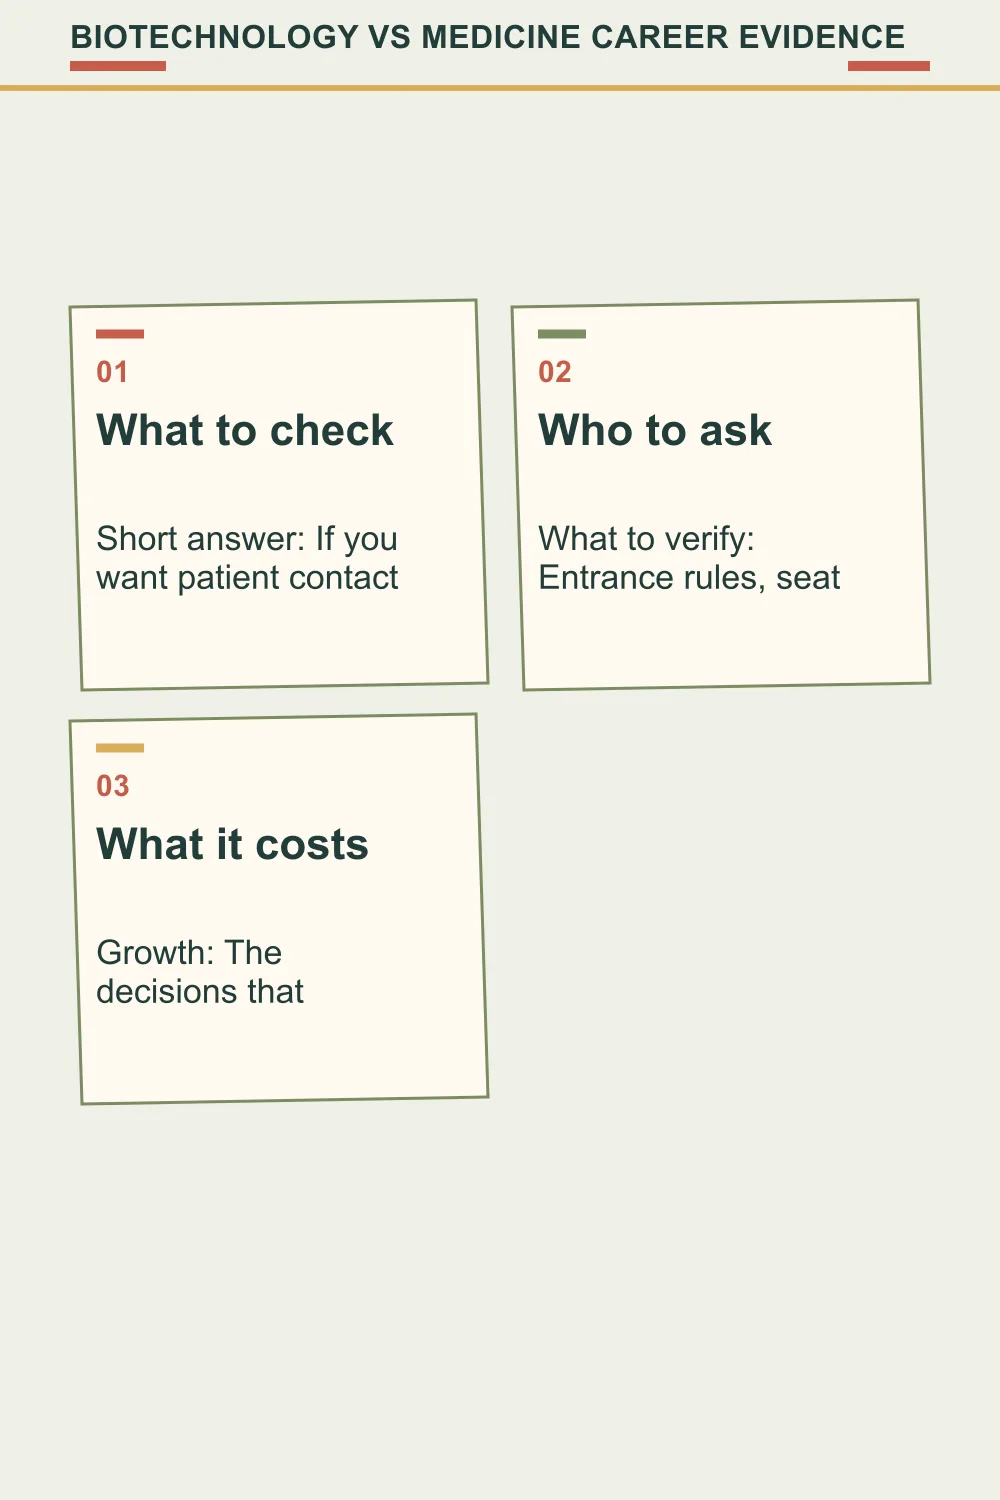 BIOTECHNOLOGY VS MEDICINE CAREER EVIDENCE
01
What to check
Short answer: If you
want patient contact
02
Who to ask
What to verify:
Entrance rules, seat
03
What it costs
Growth: The
decisions that